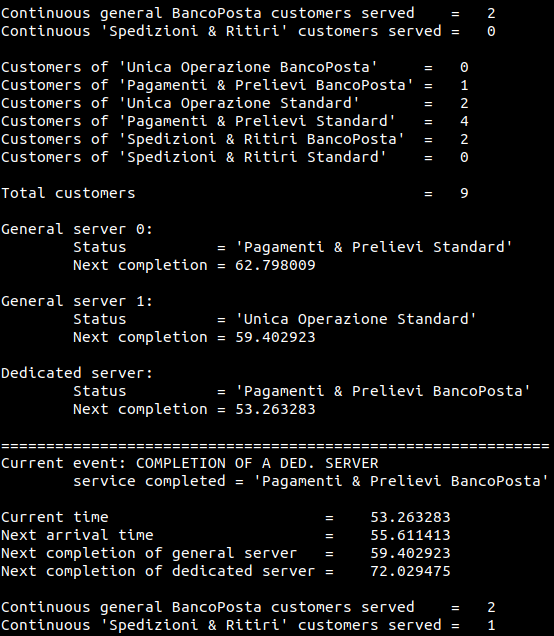 Continuous general BancoPosta customers served    =   2
Continuous 'Spedizioni & Ritiri' customers served =   0
Customers of 'Unica Operazione BancoPosta'     =   0
Customers of 'Pagamenti & Prelievi BancoPosta' =   1
Customers of 'Unica Operazione Standard'       =   2
Customers of 'Pagamenti & Prelievi Standard'   =   4
Customers of 'Spedizioni & Ritiri BancoPosta'  =   2
Customers of 'Spedizioni & Ritiri Standard'    =   0
Total customers                                =   9
General server 0:
Status          = 'Pagamenti & Prelievi Standard'
Next completion = 62.798009
General server 1:
Status          = 'Unica Operazione Standard'
Next completion = 59.402923
Dedicated server:
Status          = 'Pagamenti & Prelievi BancoPosta'
Next completion = 53.263283
=============================================================
Current event: COMPLETION OF A DED. SERVER
service completed = 'Pagamenti & Prelievi BancoPosta'
Current time                        =    53.263283
Next arrival time                   =    55.611413
Next completion of general server   =    59.402923
Next completion of dedicated server =    72.029475
Continuous general BancoPosta customers served    =   2
Continuous 'Spedizioni & Ritiri' customers served =   1